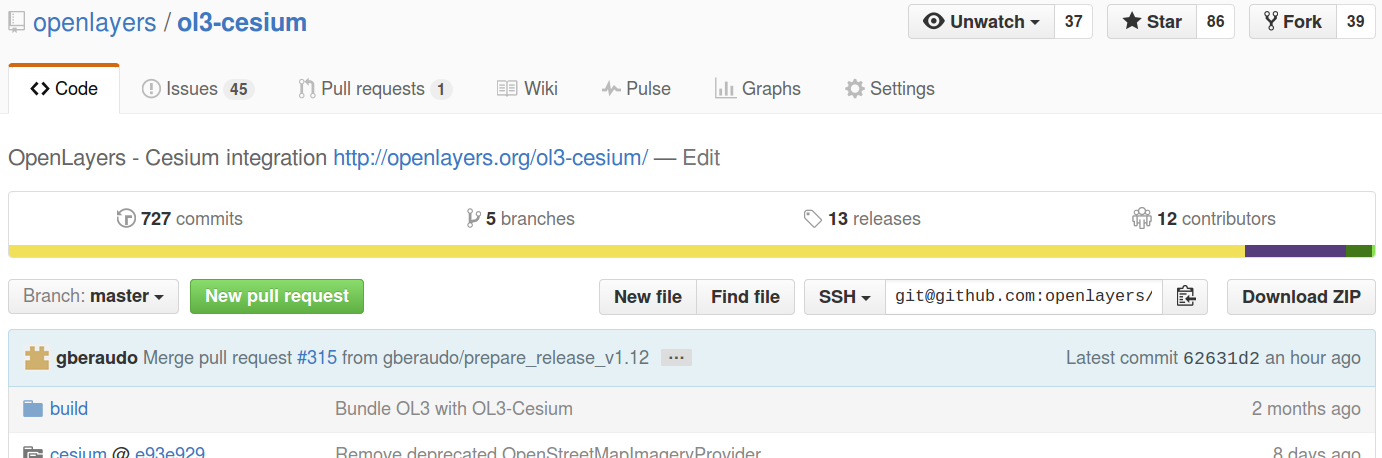 openlayers / ol3-cesium Unwatch 37 Star 86 Fork 39
Code Issues 45 Pull requests 1 Wiki Pulse Graphs Settings
OpenLayers - Cesium integration http://openlayers.org/ol3-cesium/ — Edit
727 commits 5 branches 13 releases 12 contributors
Branch: master New pull request New file Find file SSH git@github.com:openlayers/ Download ZIP
gberaudo Merge pull request #315 from gberaudo/prepare_release_v1.12 ... Latest commit 62631d2 an hour ago
build Bundle OL3 with OL3-Cesium 2 months ago
cesium @ e93e929 Remove deprecated OpenStreetMapImageryProvider 8 days ago